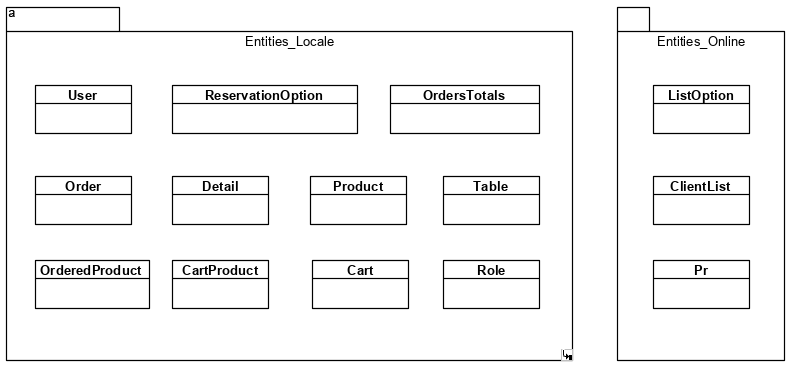 a
Entities_Locale
Entities_Online
User
ReservationOption
OrdersTotals
ListOption
Order
Detail
Product
Table
ClientList
OrderedProduct
CartProduct
Cart
Role
Pr